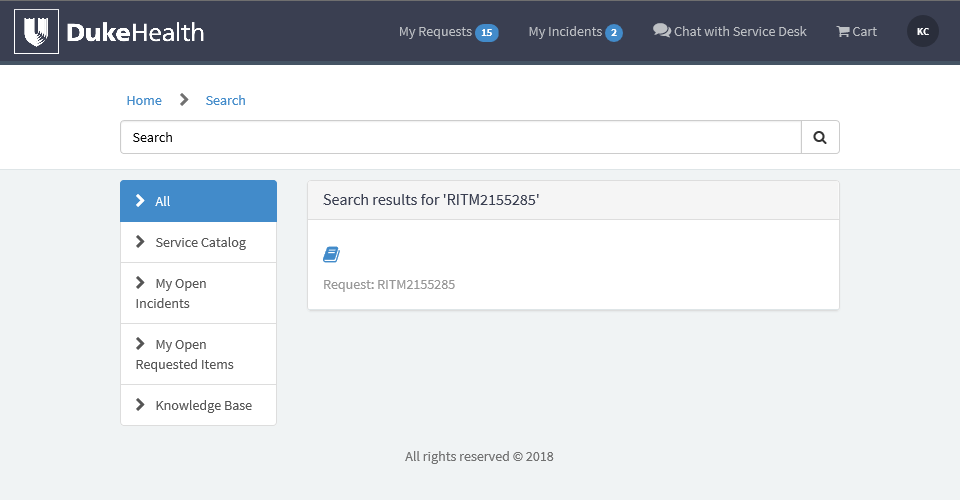 DukeHealth
My Requests 15
My Incidents 2
Chat with Service Desk
Cart
KC
Home
Search
Search
All
Service Catalog
My Open
Incidents
My Open
Requested Items
Knowledge Base
Search results for 'RITM2155285'
Request: RITM2155285
All rights reserved © 2018